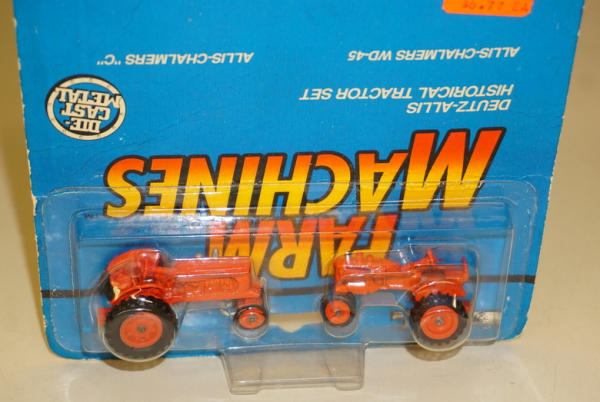 FARM
MACHINES
DEUTZ-ALLIS
HISTORICAL TRACTOR SET
ALLIS-CHALMERS WD-45
ALLIS-CHALMERS "C"
DIE-
CAST
METAL